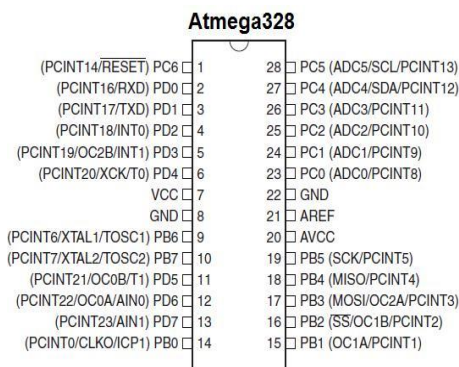 Atmega328
(PCINT14/RESET) PC6 1 28 PC5 (ADC5/SCL/PCINT13)
(PCINT16/RXD) PD0 2 27 PC4 (ADC4/SDA/PCINT12)
(PCINT17/TXD) PD1 3 26 PC3 (ADC3/PCINT11)
(PCINT18/INT0) PD2 4 25 PC2 (ADC2/PCINT10)
(PCINT19/OC2B/INT1) PD3 5 24 PC1 (ADC1/PCINT9)
(PCINT20/XCK/T0) PD4 6 23 PC0 (ADC0/PCINT8)
VCC 7 22 GND
GND 8 21 AREF
(PCINT6/XTAL1/TOSC1) PB6 9 20 AVCC
(PCINT7/XTAL2/TOSC2) PB7 10 19 PB5 (SCK/PCINT5)
(PCINT21/OC0B/T1) PD5 11 18 PB4 (MISO/PCINT4)
(PCINT22/OC0A/AIN0) PD6 12 17 PB3 (MOSI/OC2A/PCINT3)
(PCINT23/AIN1) PD7 13 16 PB2 (SS/OC1B/PCINT2)
(PCINT0/CLKO/ICP1) PB0 14 15 PB1 (OC1A/PCINT1)